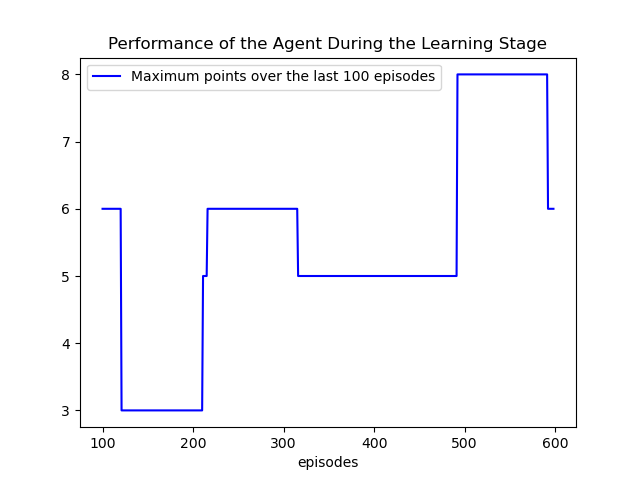 Performance of the Agent During the Learning Stage
Maximum points over the last 100 episodes
8
7
6
5
4
3
100 200 300 400 500 600
episodes